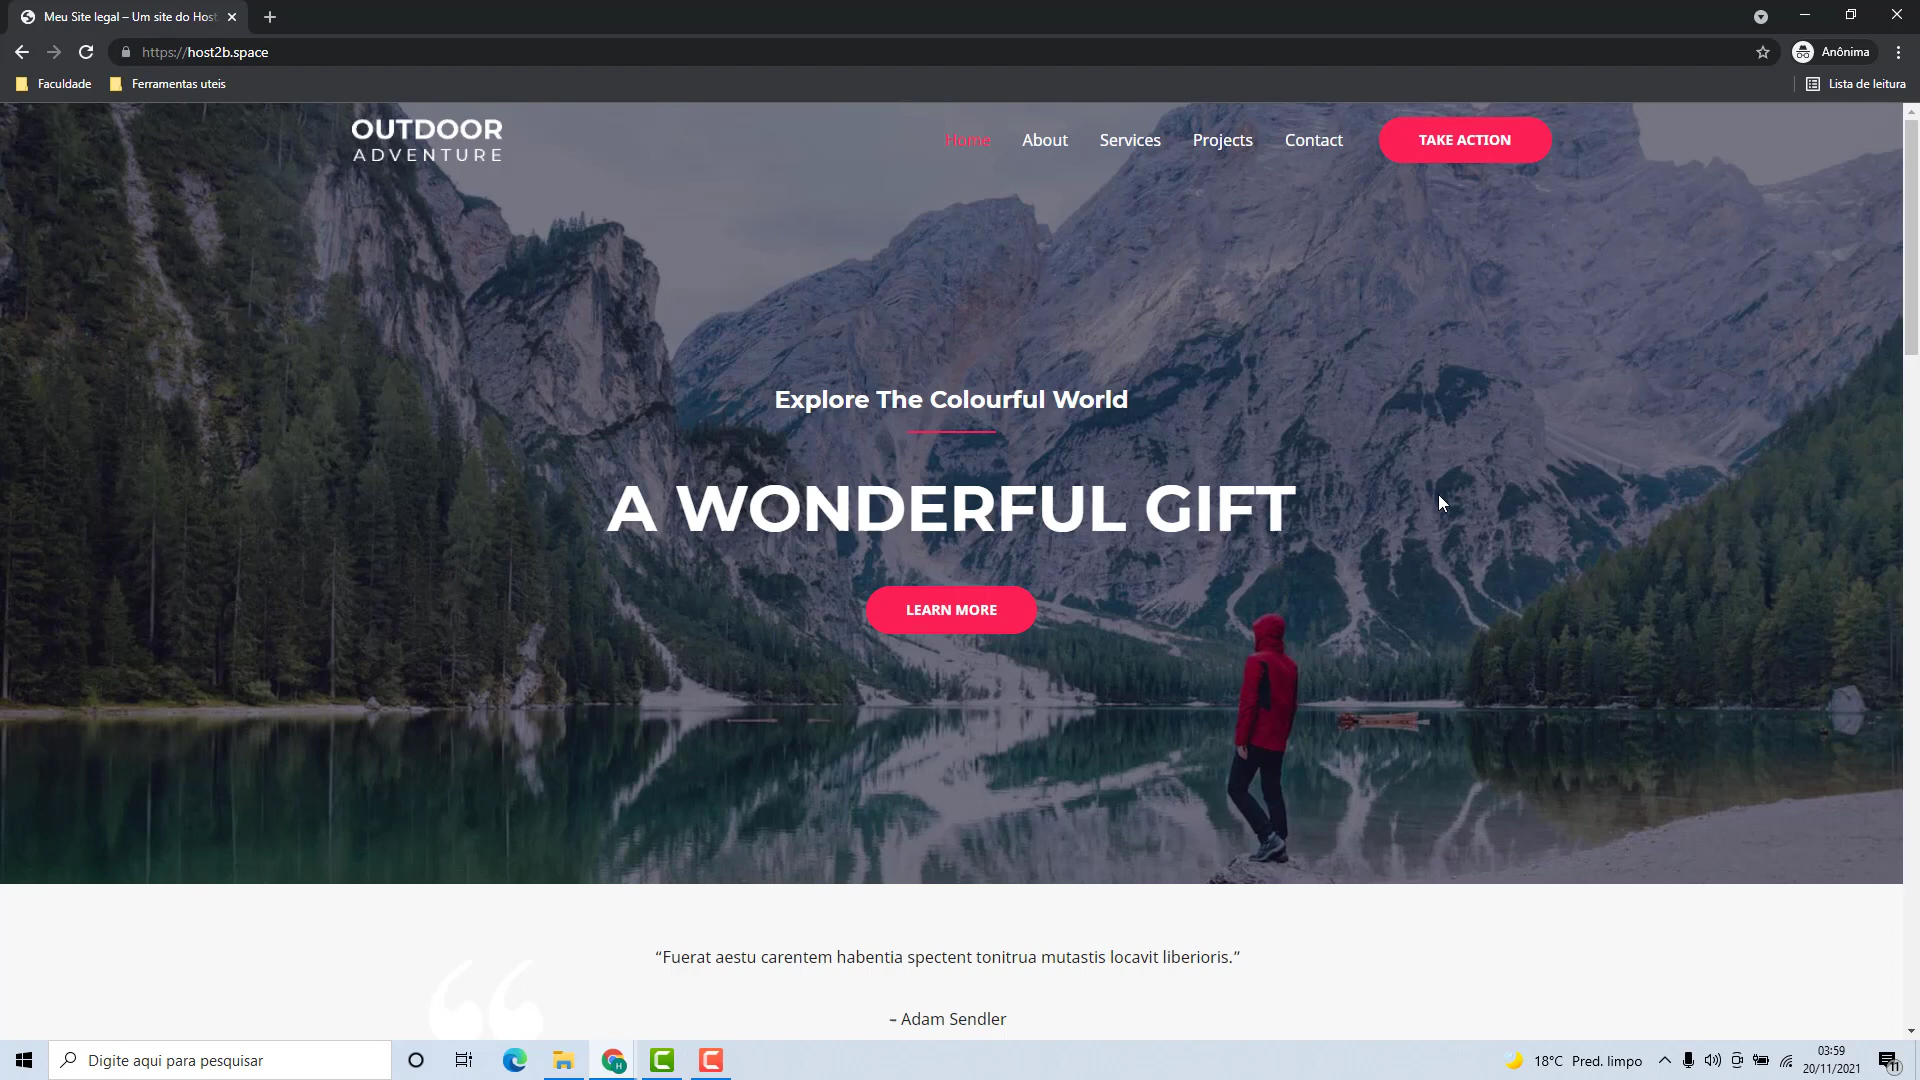 Meu Site legal – Um site do Host
https://host2b.space
Anônima
Faculdade
Ferramentas uteis
Lista de leitura
OUTDOOR
ADVENTURE
Home
About
Services
Projects
Contact
TAKE ACTION
Explore The Colourful World
A WONDERFUL GIFT
LEARN MORE
“Fuerat aestu carentem habentia spectent tonitrua mutastis locavit liberioris.”
– Adam Sendler
Digite aqui para pesquisar
18°C Pred. limpo
03:59
20/11/2021
11